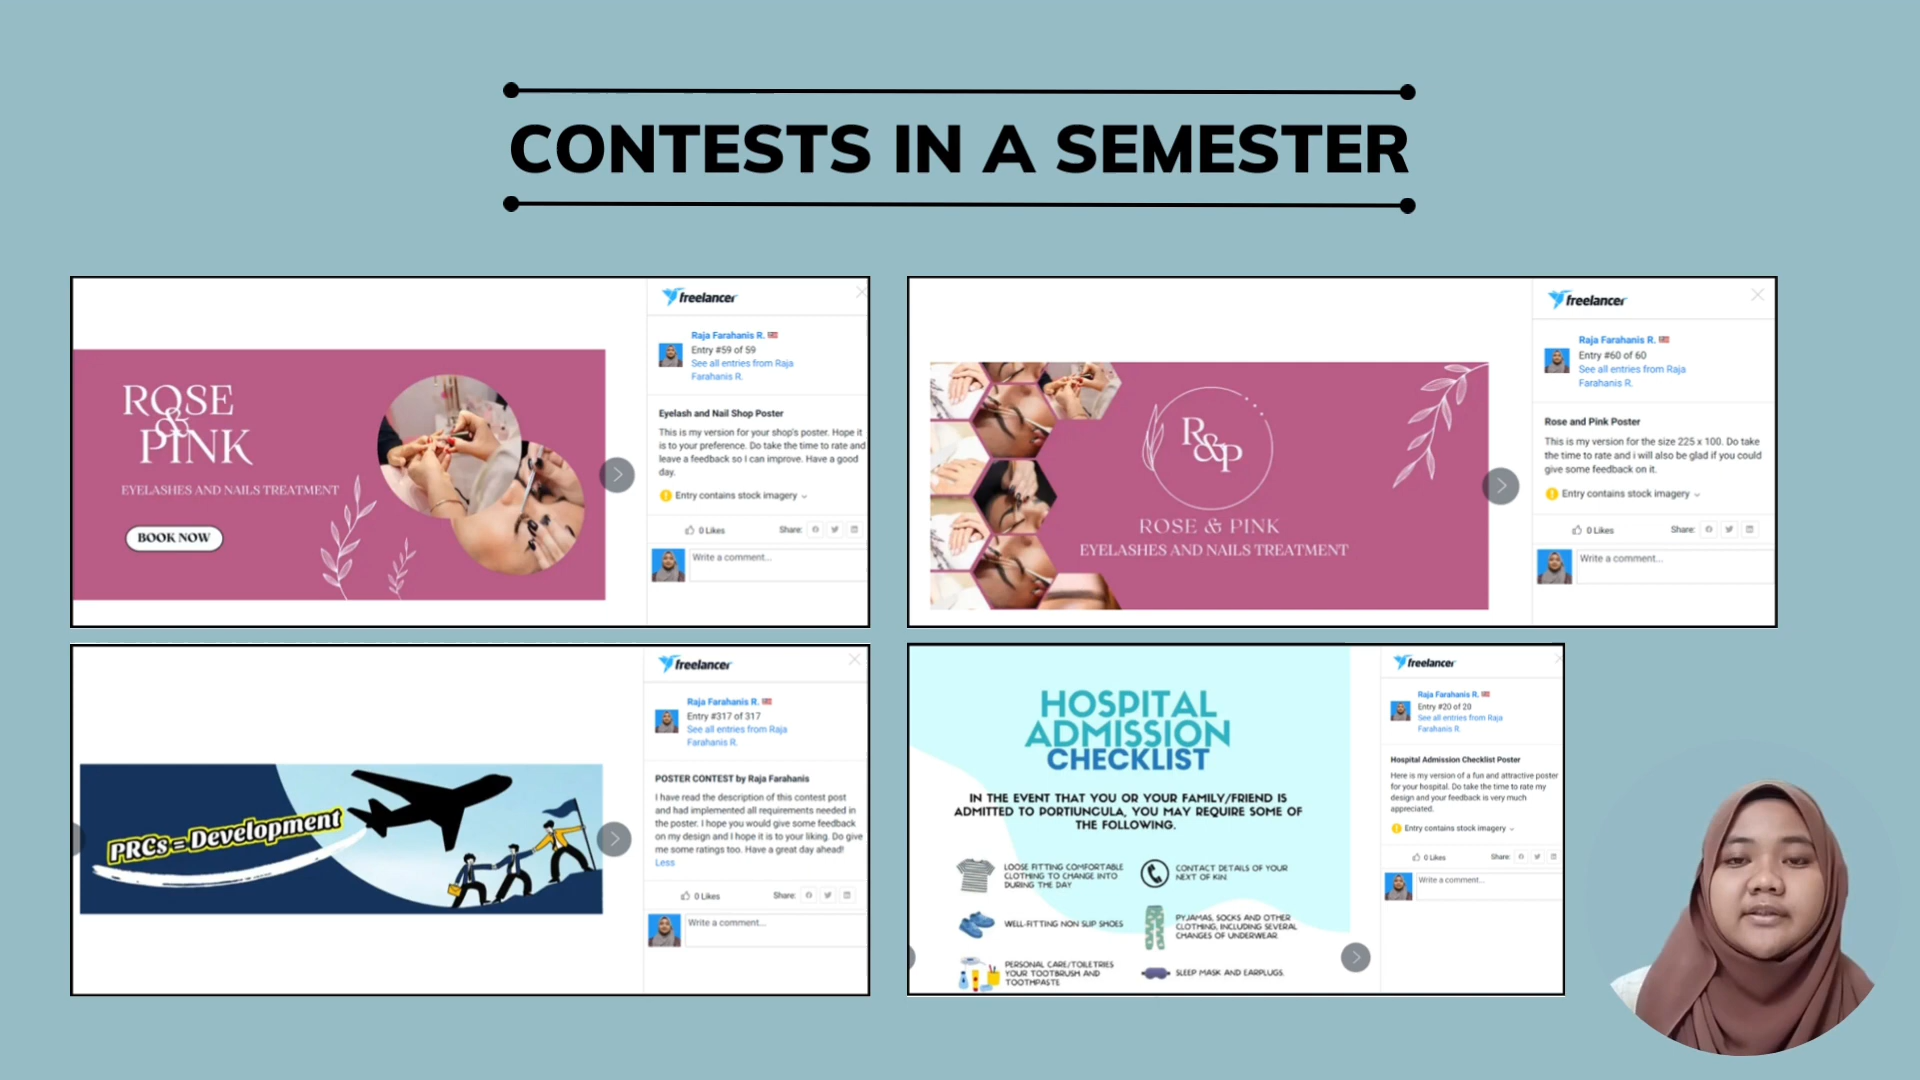 CONTESTS IN A SEMESTER
ROSE
&
PINK
EYELASHES AND NAILS TREATMENT
BOOK NOW
freelancer
Raja Farahanis R.
Entry #59 of 59
See all entries from Raja
Farahanis R.
Eyelash and Nail Shop Poster
This is my version for your shop's poster. Hope it
is to your preference. Do take the time to rate and
leave a feedback so I can improve. Have a good
day.
Entry contains stock imagery
0 Likes
Share:
Write a comment...
R&P
ROSE & PINK
EYELASHES AND NAILS TREATMENT
freelancer
Raja Farahanis R.
Entry #60 of 60
See all entries from Raja
Farahanis R.
Rose and Pink Poster
This is my version for the size 225 x 100. Do take
the time to rate and i will also be glad if you could
give some feedback on it.
Entry contains stock imagery
0 Likes
Share:
Write a comment...
PRCs = Development
freelancer
Raja Farahanis R.
Entry #317 of 317
See all entries from Raja
Farahanis R.
POSTER CONTEST by Raja Farahanis
I have read the description of this contest post
and had implemented all requirements needed in
the poster. I hope you would give some feedback
on my design and I hope it is to your liking. Do give
me some ratings too. Have a great day ahead!
Less
0 Likes
Share:
Write a comment...
HOSPITAL
ADMISSION
CHECKLIST
IN THE EVENT THAT YOU OR YOUR FAMILY/FRIEND IS
ADMITTED TO PORTIUNCULA, YOU MAY REQUIRE SOME OF
THE FOLLOWING.
LOOSE FITTING COMFORTABLE
CLOTHING TO CHANGE INTO
DURING THE DAY
CONTACT DETAILS OF YOUR
NEXT OF KIN
WELL-FITTING NON SLIP SHOES
PYJAMAS, SOCKS AND OTHER
CLOTHING, INCLUDING SEVERAL
CHANGES OF UNDERWEAR
PERSONAL CARE/TOILETRIES
YOUR TOOTBRUSH AND
TOOTHPASTE
SLEEP MASK AND EARPLUGS.
freelancer
Raja Farahanis R.
Entry #20 of 20
See all entries from Raja
Farahanis R.
Hospital Admission Checklist Poster
Here is my version of a fun and attractive poster
for your hospital. Do take the time to rate my
design and your feedback is very much
appreciated.
Entry contains stock imagery
0 Likes
Share:
Write a comment...